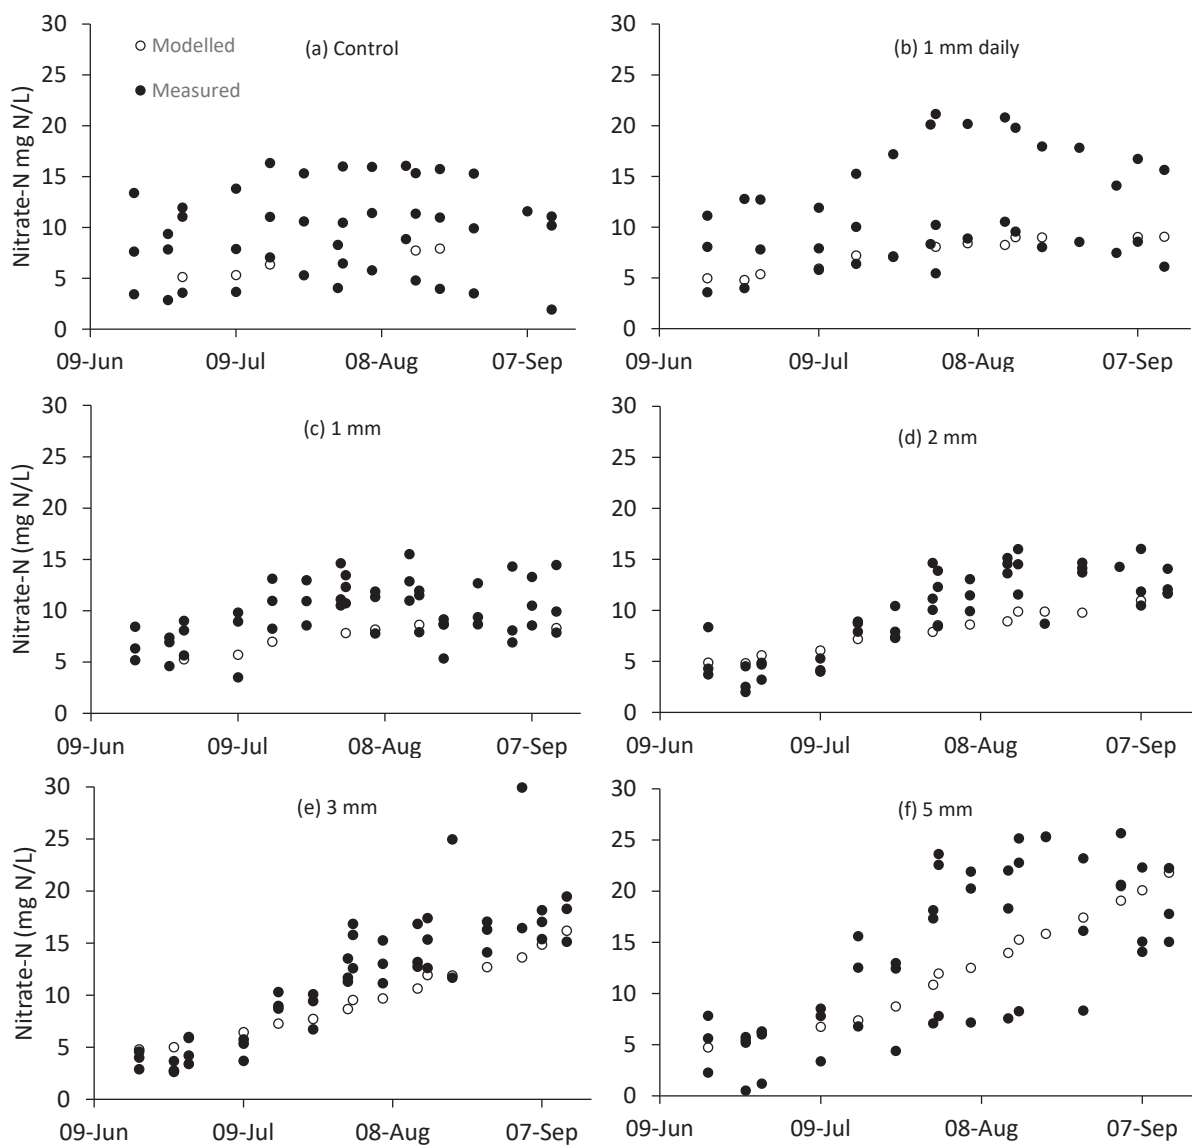 30
25
20
15
10
5
0
Nitrate-N mg N/L)
Modelled
Measured
(a) Control
09-Jun 09-Jul 08-Aug 07-Sep
30
25
20
15
10
5
0
(b) 1 mm daily
09-Jun 09-Jul 08-Aug 07-Sep
30
25
20
15
10
5
0
Nitrate-N (mg N/L)
(c) 1 mm
09-Jun 09-Jul 08-Aug 07-Sep
30
25
20
15
10
5
0
(d) 2 mm
09-Jun 09-Jul 08-Aug 07-Sep
30
25
20
15
10
5
0
Nitrate-N (mg N/L)
(e) 3 mm
09-Jun 09-Jul 08-Aug 07-Sep
30
25
20
15
10
5
0
(f) 5 mm
09-Jun 09-Jul 08-Aug 07-Sep